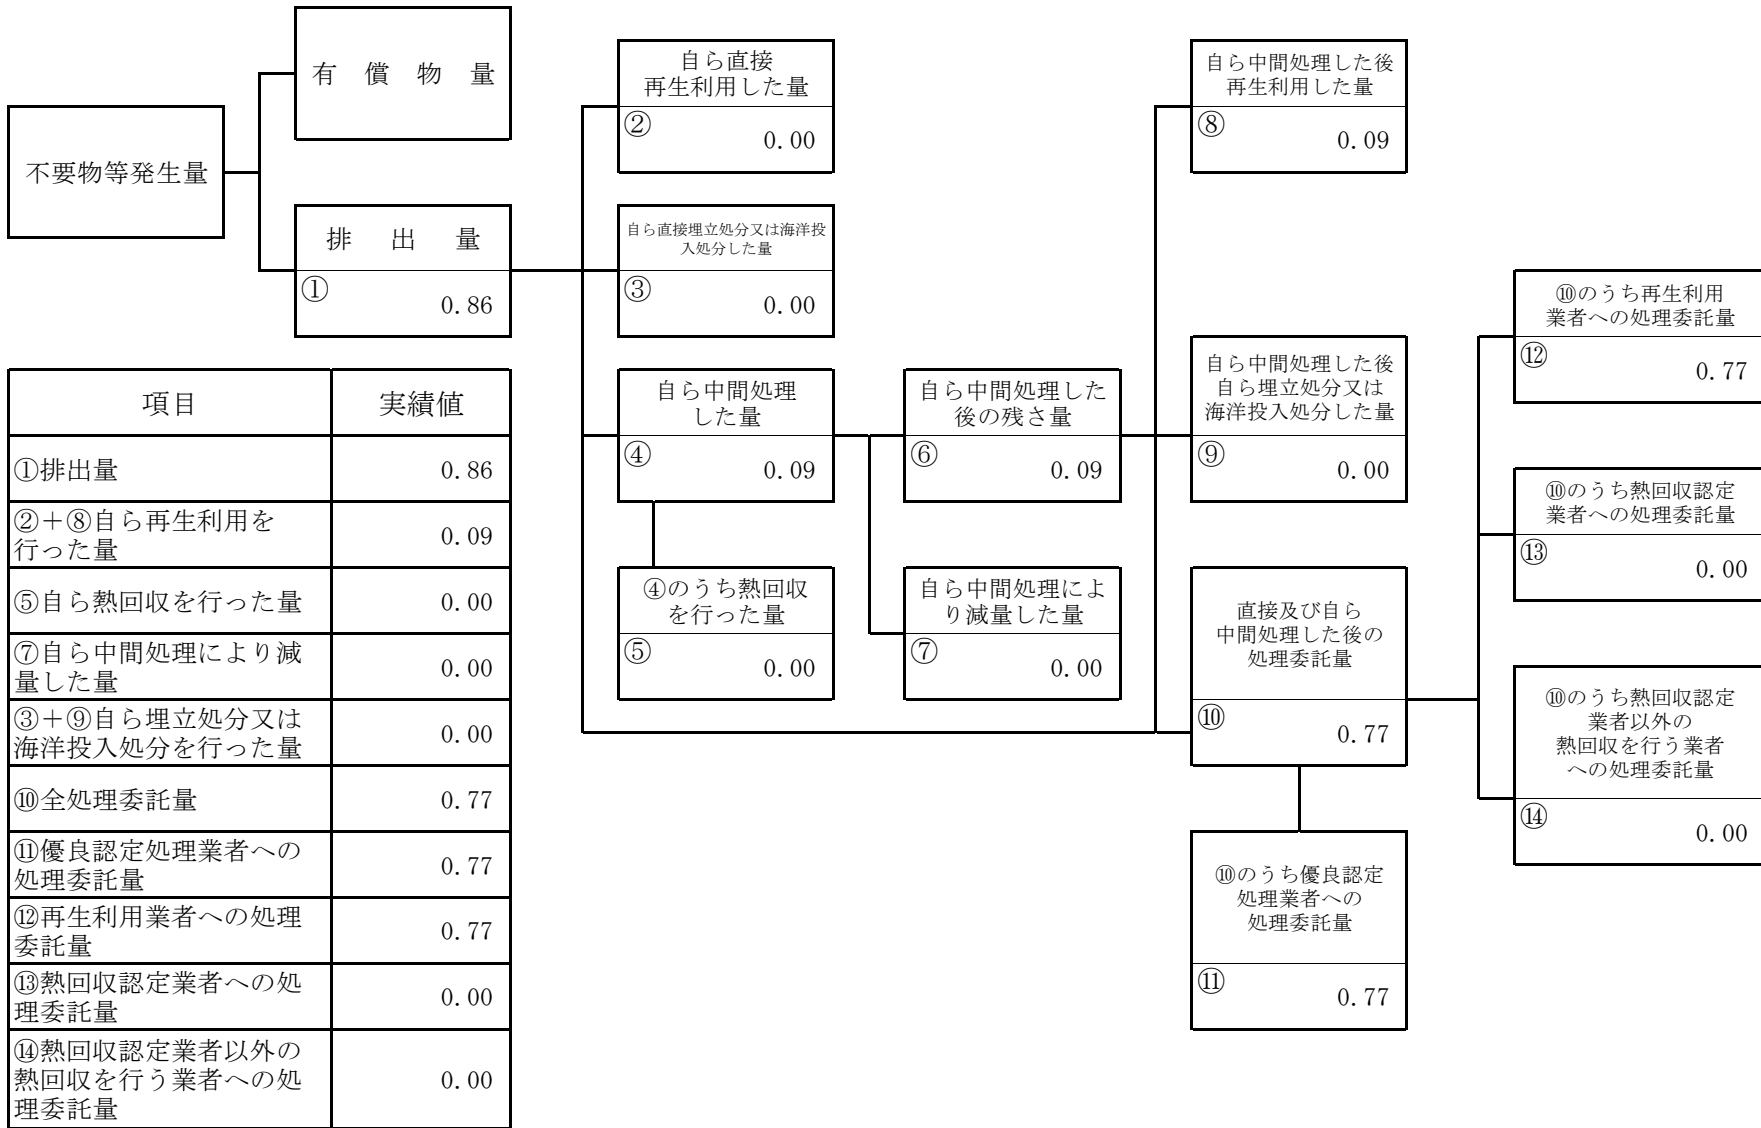 不要物等発生量
有償物量
排出量
①
0.86
自ら直接
再生利用した量
②
0.00
自ら直接埋立処分又は海洋投
入処分した量
③
0.00
自ら中間処理
した量
④
0.09
④のうち熱回収
を行った量
⑤
0.00
自ら中間処理した
後の残さ量
⑥
0.09
自ら中間処理によ
り減量した量
⑦
0.00
自ら中間処理した後
再生利用した量
⑧
0.09
自ら中間処理した後
自ら埋立処分又は
海洋投入処分した量
⑨
0.00
直接及び自ら
中間処理した後の
処理委託量
⑩
0.77
⑩のうち優良認定
処理業者への
処理委託量
⑪
0.77
⑩のうち再生利用
業者への処理委託量
⑫
0.77
⑩のうち熱回収認定
業者への処理委託量
⑬
0.00
⑩のうち熱回収認定
業者以外の
熱回収を行う業者
への処理委託量
⑭
0.00
項目 実績値
①排出量 0.86
②＋⑧自ら再生利用を
行った量 0.09
⑤自ら熱回収を行った量 0.00
⑦自ら中間処理により減
量した量 0.00
③＋⑨自ら埋立処分又は
海洋投入処分を行った量 0.00
⑩全処理委託量 0.77
⑪優良認定処理業者への
処理委託量 0.77
⑫再生利用業者への処理
委託量 0.77
⑬熱回収認定業者への処
理委託量 0.00
⑭熱回収認定業者以外の
熱回収を行う業者への処
理委託量 0.00